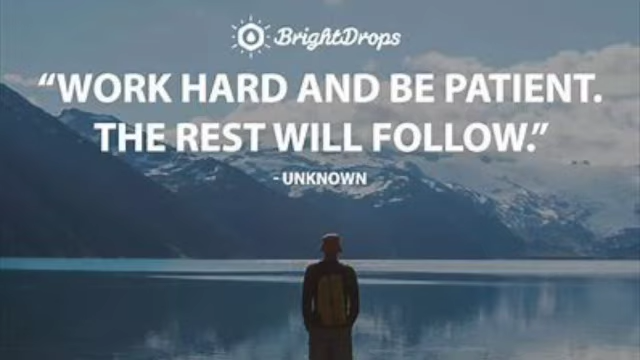 BrightDrops
“WORK HARD AND BE PATIENT.
THE REST WILL FOLLOW.”
- UNKNOWN